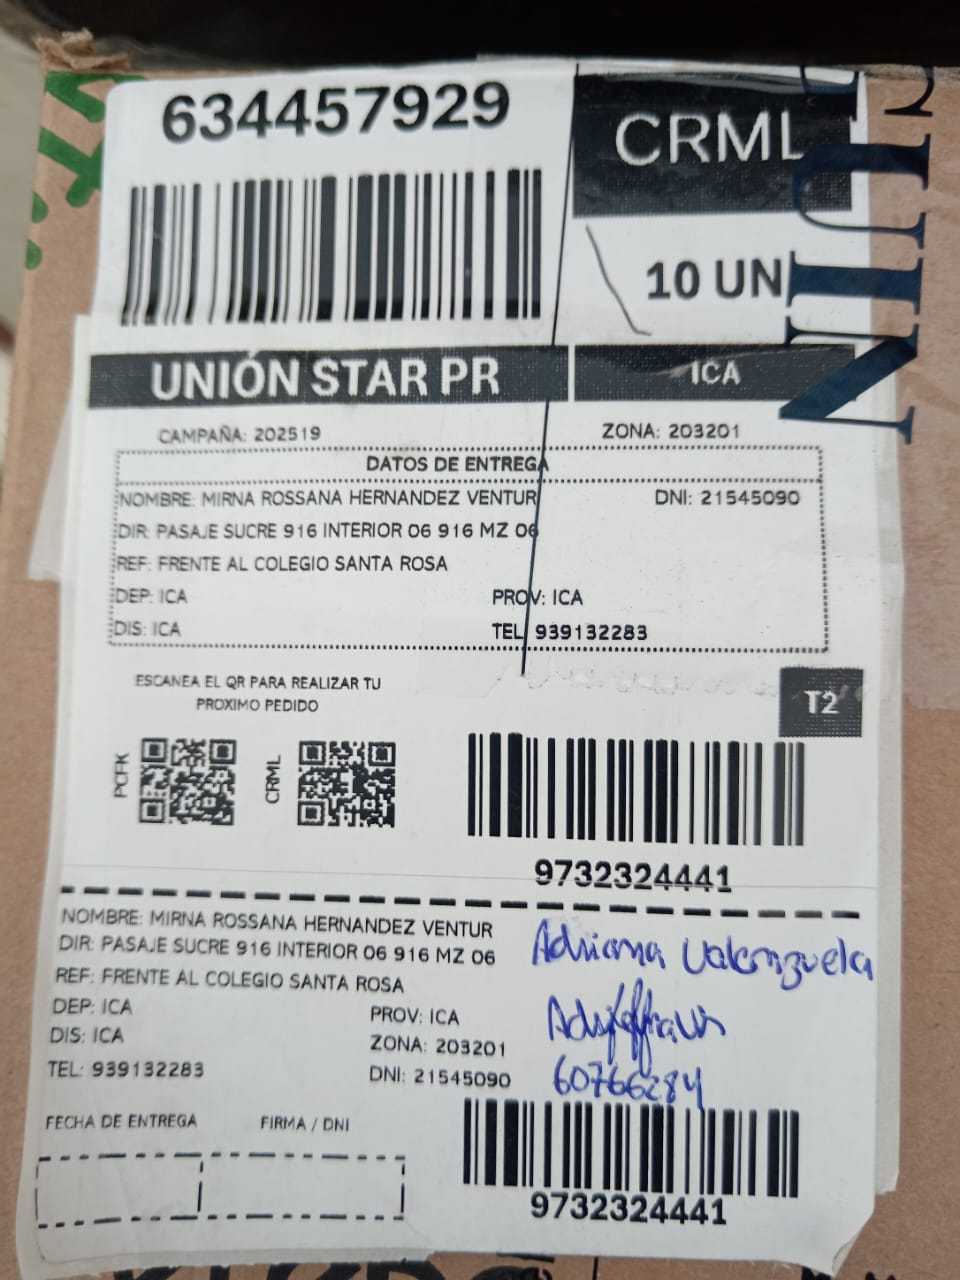 634457929
CRML
10 UN
UNIÓN STAR PR
ICA
CAMPAÑA: 202519
ZONA: 203201
DATOS DE ENTREGA
NOMBRE: MIRNA ROSSANA HERNANDEZ VENTUR
DNI: 21545090
DIR: PASAJE SUCRE 916 INTERIOR 06 916 MZ 06
REF: FRENTE AL COLEGIO SANTA ROSA
DEP: ICA
PROV: ICA
DIS: ICA
TEL 939132283
ESCANEA EL QR PARA REALIZAR TU
PROXIMO PEDIDO
T2
PCFK
CRML
9732324441
NOMBRE: MIRNA ROSSANA HERNANDEZ VENTUR
DIR: PASAJE SUCRE 916 INTERIOR 06 916 MZ 06
REF: FRENTE AL COLEGIO SANTA ROSA
DEP: ICA
PROV: ICA
DIS: ICA
ZONA: 203201
TEL: 939132283
DNI: 21545090
Adriana Valenzuela
60766284
FECHA DE ENTREGA
FIRMA / DNI
9732324441